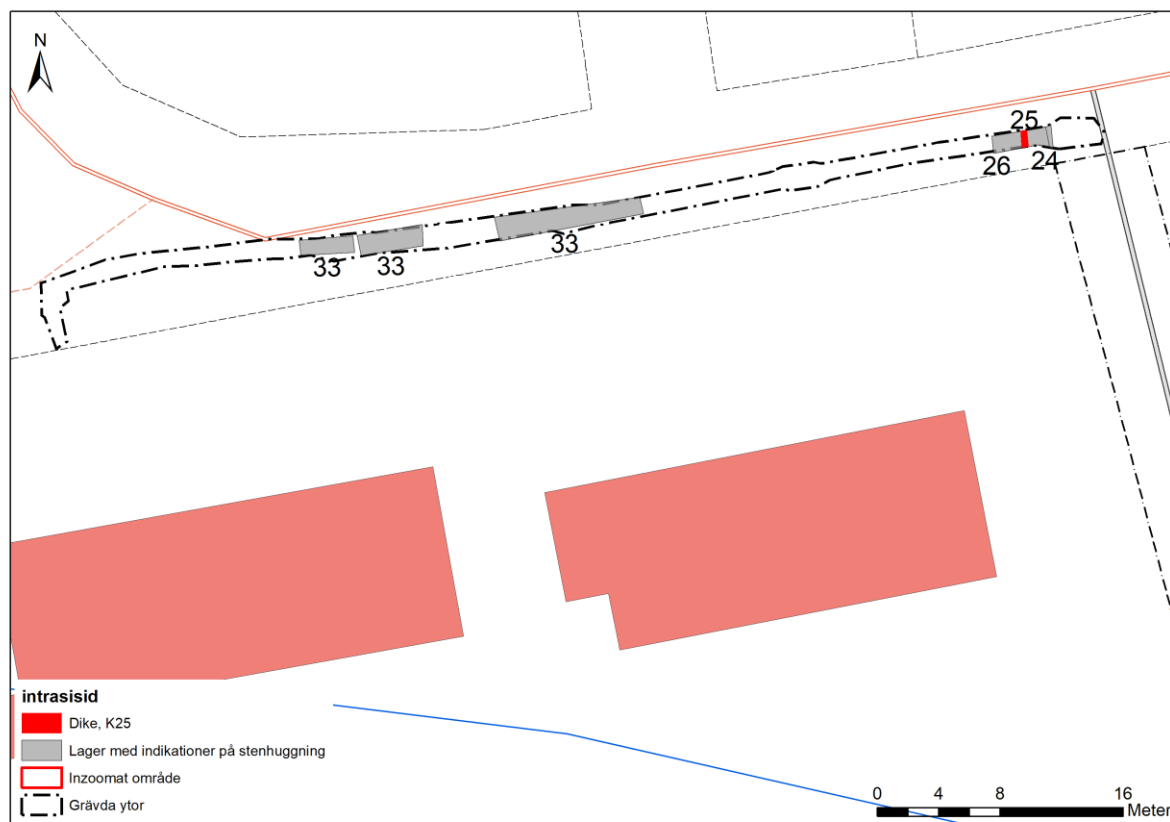 N
25
26
24
33
33
33
intrasisid
Dike, K25
Lager med indikationer på stenhuggning
Inzoomat område
Grävda ytor
0 4 8 16
Meter